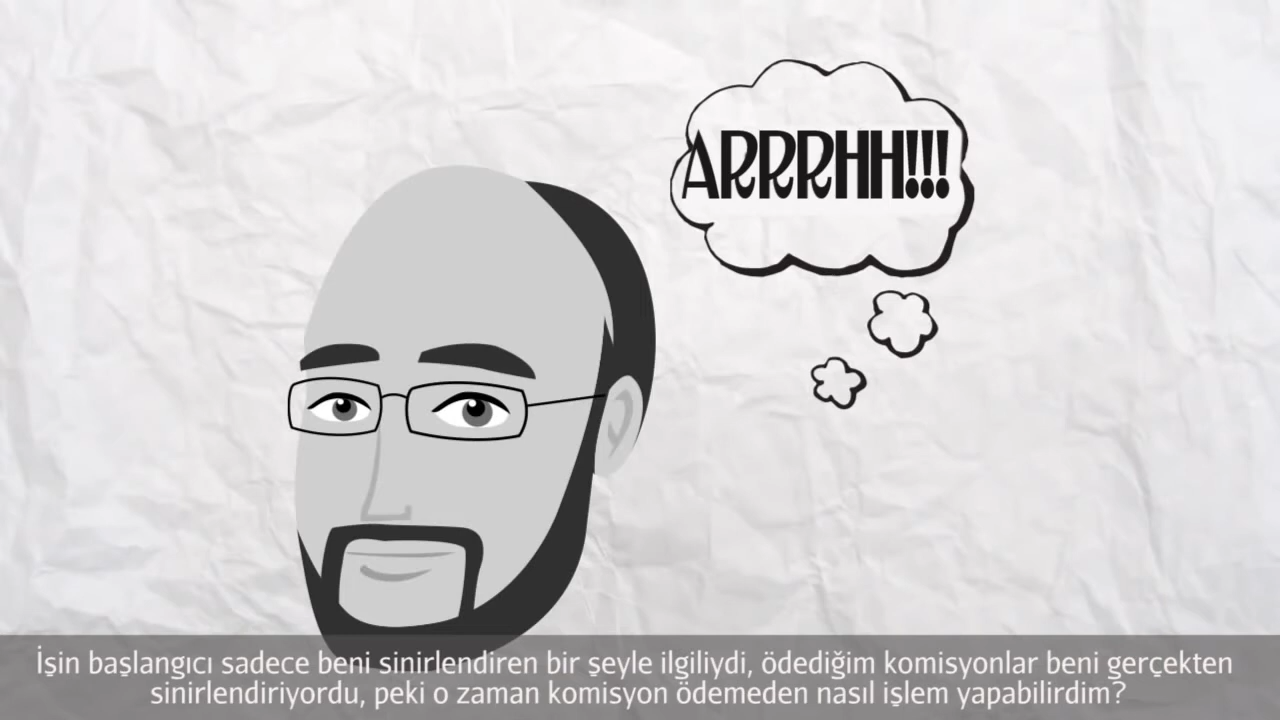 ARRRHH!!!
İşin başlangıcı sadece beni sinirlendiren bir şeyle ilgiliydi, ödediğim komisyonlar beni gerçekten
sinirlendiriyordu, peki o zaman komisyon ödemeden nasıl işlem yapabilirdim?